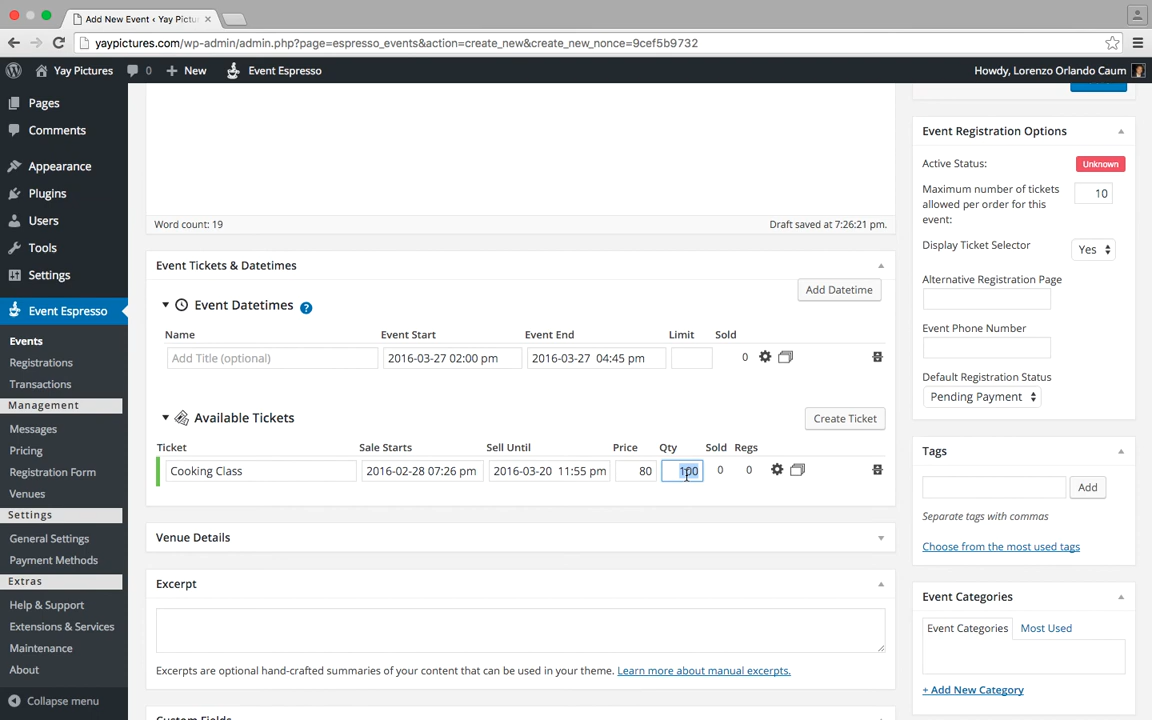 Add New Event ‹ Yay Pictu
yaypictures.com/wp-admin/admin.php?page=espresso_events&action=create_new&create_new_nonce=9cef5b9732
Yay Pictures 0 New Event Espresso Howdy, Lorenzo Orlando Caum
Pages
Comments
Appearance
Plugins
Users
Tools
Settings
Event Espresso
Events
Registrations
Transactions
Management
Messages
Pricing
Registration Form
Venues
Settings
General Settings
Payment Methods
Extras
Help & Support
Extensions & Services
Maintenance
About
Collapse menu
Word count: 19 Draft saved at 7:26:21 pm.
Event Tickets & Datetimes
Add Datetime
Event Datetimes ?
Name Event Start Event End Limit Sold
Add Title (optional) 2016-03-27 02:00 pm 2016-03-27 04:45 pm 0
Available Tickets Create Ticket
Ticket Sale Starts Sell Until Price Qty Sold Regs
Cooking Class 2016-02-28 07:26 pm 2016-03-20 11:55 pm 80 100 0 0
Venue Details
Excerpt
Excerpts are optional hand-crafted summaries of your content that can be used in your theme. Learn more about manual excerpts.
Custom Fields
Event Registration Options
Active Status: Unknown
Maximum number of tickets 10
allowed per order for this
event:
Display Ticket Selector Yes
Alternative Registration Page
Event Phone Number
Default Registration Status
Pending Payment
Tags
Add
Separate tags with commas
Choose from the most used tags
Event Categories
Event Categories Most Used
+ Add New Category